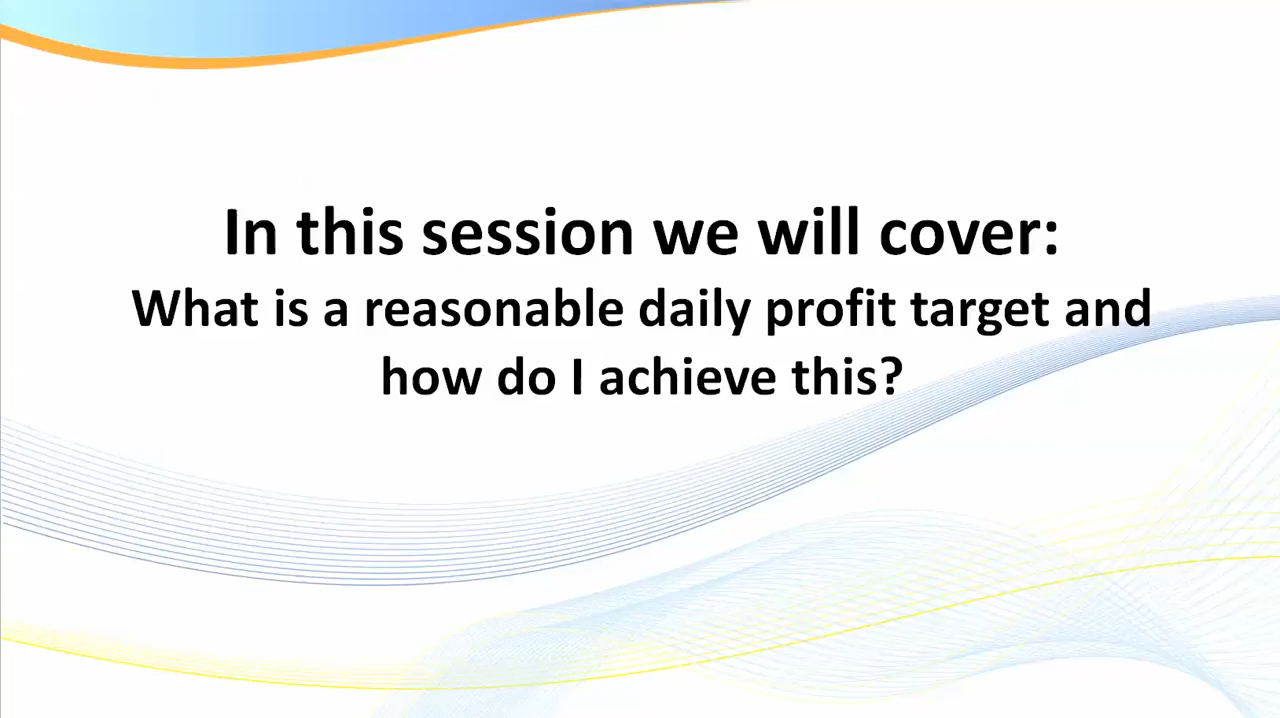 In this session we will cover:
What is a reasonable daily profit target and
how do I achieve this?